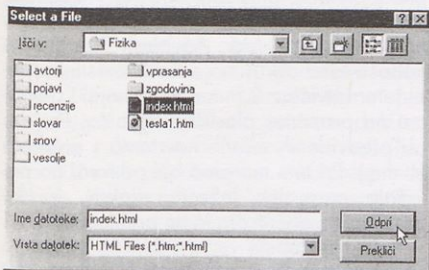 Select a File
Išči v: Fizika
avtorji
pojavi
recenzije
slovar
snov
vesolje
vprasanja
zgodovina
index.html
tesla1.htm
Ime datoteke: index.html
Odpri
Vrsta datotek: HTML Files (*.htm;*.html)
Prekliči